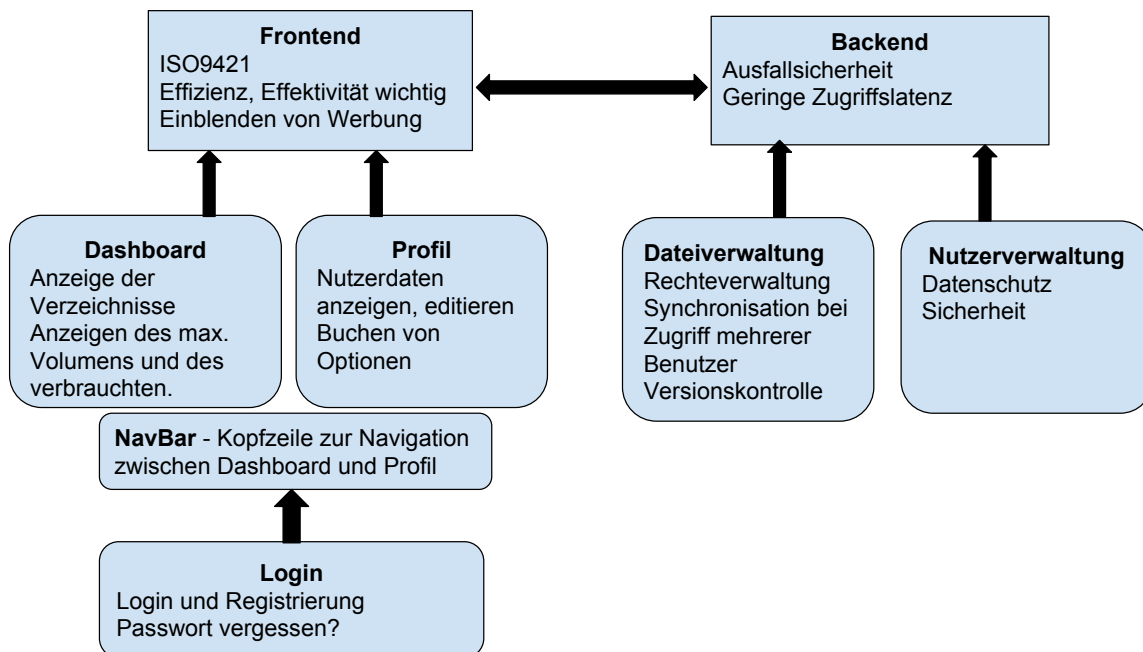 Frontend
ISO9421
Effizienz, Effektivität wichtig
Einblenden von Werbung
Backend
Ausfallsicherheit
Geringe Zugriffslatenz
Dashboard
Anzeige der
Verzeichnisse
Anzeigen des max.
Volumens und des
verbrauchten.
Profil
Nutzerdaten
anzeigen, editieren
Buchen von
Optionen
Dateiverwaltung
Rechteverwaltung
Synchronisation bei
Zugriff mehrerer
Benutzer
Versionskontrolle
Nutzerverwaltung
Datenschutz
Sicherheit
NavBar - Kopfzeile zur Navigation
zwischen Dashboard und Profil
Login
Login und Registrierung
Passwort vergessen?